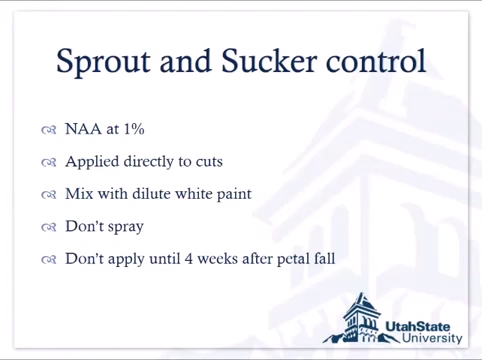 Sprout and Sucker control
NAA at 1%
Applied directly to cuts
Mix with dilute white paint
Don't spray
Don't apply until 4 weeks after petal fall
UtahState
University